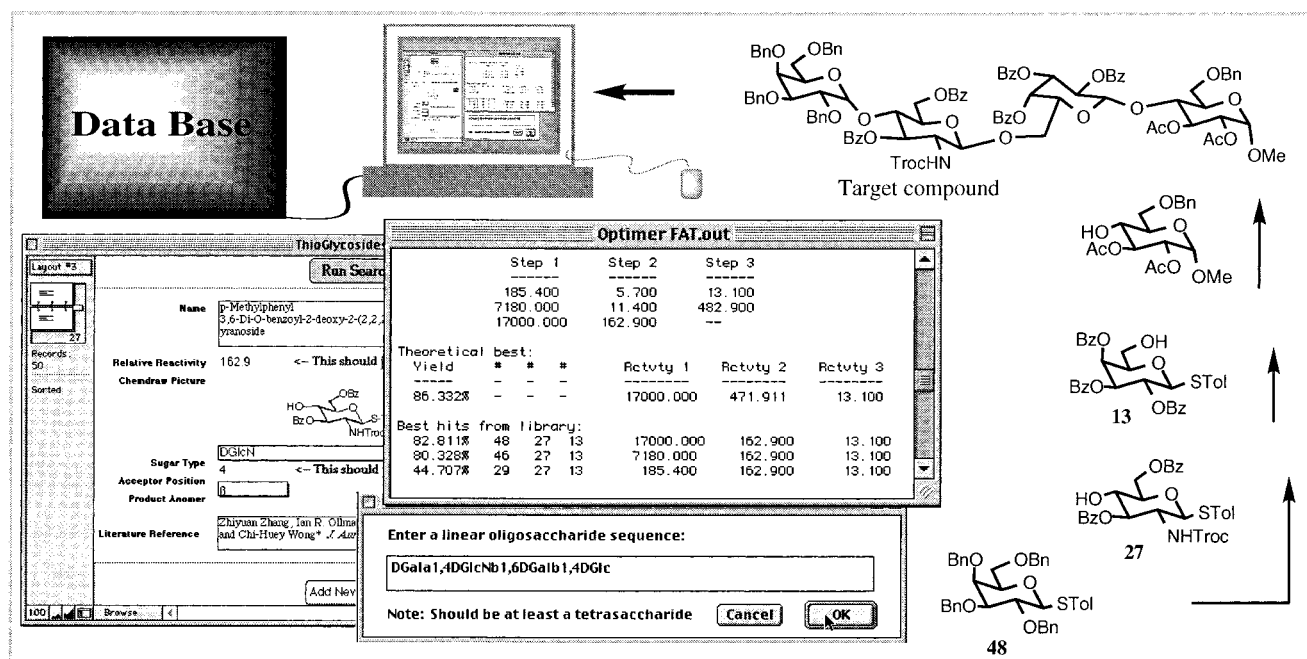 Data Base
BnO
OBn
BnO
BnO
OBz
BzO
TrocHN
O
BzO
OBz
BzO
O
OBn
AcO
AcO
OMe
Target compound
OBn
HO
AcO
AcO
OMe
BzO
OH
BzO
OBz
STol
13
OBz
HO
BzO
NHTroc
STol
27
BnO
OBn
BnO
OBn
STol
48
ThioGlycosides
Layout #3
27
Records:
50
Sorted
Run Sear
Name
p-Methylphenyl
3,6-Di-O-benzoyl-2-deoxy-2-(2,2,
yranoside
Relative Reactivity
162.9
<-- This should
Chemdraw Picture
OBz
HO
BzO
NHTroc
Sugar Type
DGlcN
Acceptor Position
4
<-- This should
Product Anomer
β
Literature Reference
Zhiyuan Zhang, Ian R. Ollma
and Chi-Huey Wong*
Add New
100
Browse
Optimer FAT.out
Step 1 Step 2 Step 3
------ ------ ------
185.400 5.700 13.100
7180.000 11.400 482.900
17000.000 162.900 --
Theoretical best:
Yield # # # Rctvty 1 Rctvty 2 Rctvty 3
86.332% - - - 17000.000 471.911 13.100
Best hits from library:
82.811% 48 27 13 17000.000 162.900 13.100
80.328% 46 27 13 7180.000 162.900 13.100
44.707% 29 27 13 185.400 162.900 13.100
Enter a linear oligosaccharide sequence:
DGala1,4DGlcNb1,6DGalb1,4DGlc
Note: Should be at least a tetrasaccharide
Cancel
OK